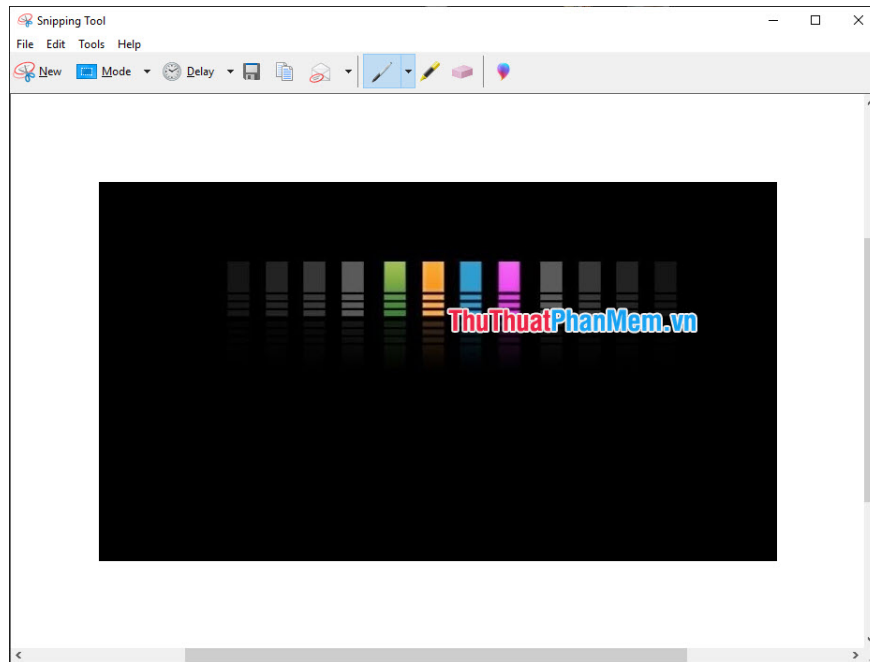 Snipping Tool
File Edit Tools Help
New Mode Delay
ThuThuatPhanMem.vn